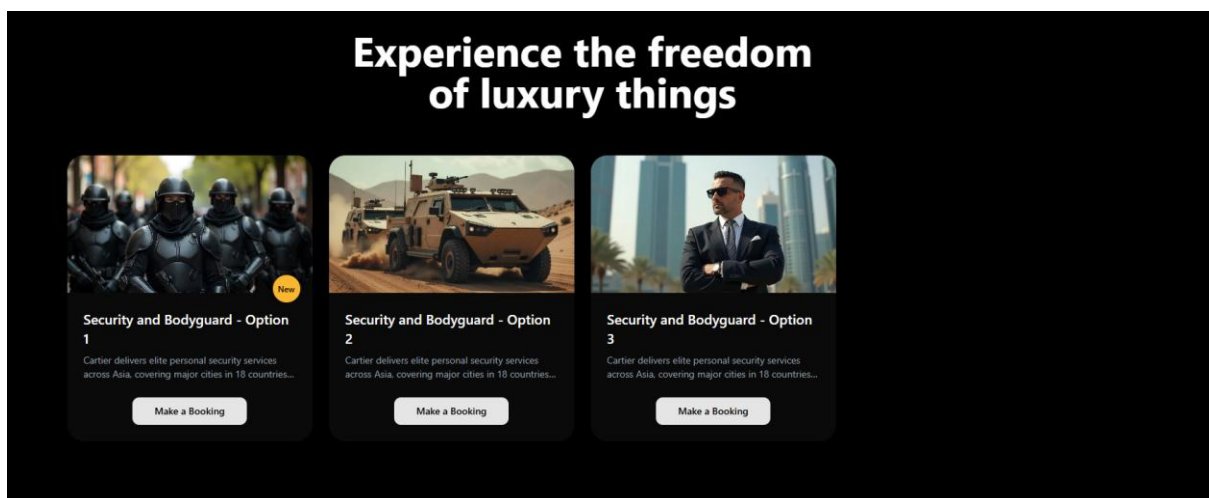 Experience the freedom
of luxury things
New
Security and Bodyguard - Option
1
Cartier delivers elite personal security services
across Asia, covering major cities in 18 countries...
Make a Booking
Security and Bodyguard - Option
2
Cartier delivers elite personal security services
across Asia, covering major cities in 18 countries...
Make a Booking
Security and Bodyguard - Option
3
Cartier delivers elite personal security services
across Asia, covering major cities in 18 countries...
Make a Booking